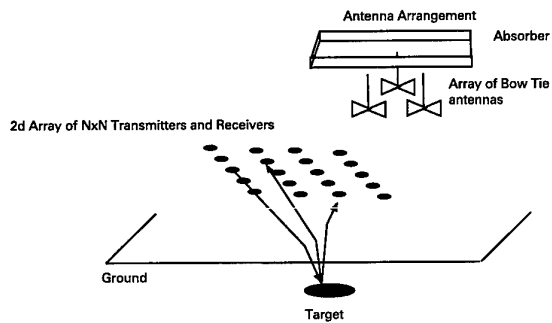 Antenna Arrangement
Absorber
Array of Bow Tie
antennas
2d Array of NxN Transmitters and Receivers
Ground
Target